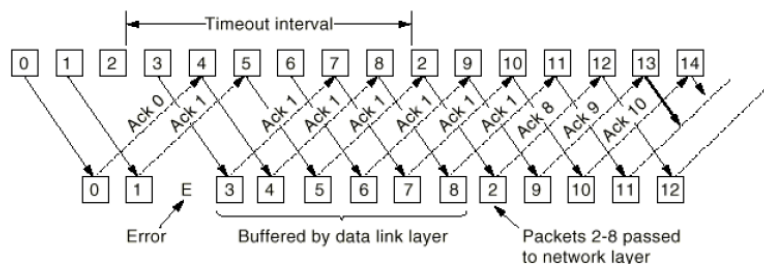 Timeout interval
0 1 2 3 4 5 6 7 8 2 9 10 11 12 13 14
Ack 0 Ack 1 Ack 1 Ack 1 Ack 1 Ack 1 Ack 1 Ack 1 Ack 8 Ack 9 Ack 10
0 1 E 3 4 5 6 7 8 2 9 10 11 12
Error Buffered by data link layer Packets 2-8 passed
to network layer